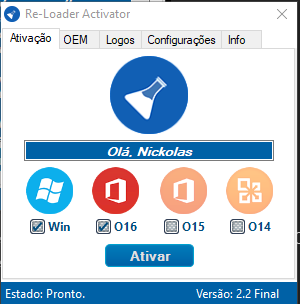 Re-Loader Activator
Ativação OEM Logos Configurações Info
Olá, Nickolas
Win O16 O15 O14
Ativar
Estado: Pronto. Versão: 2.2 Final